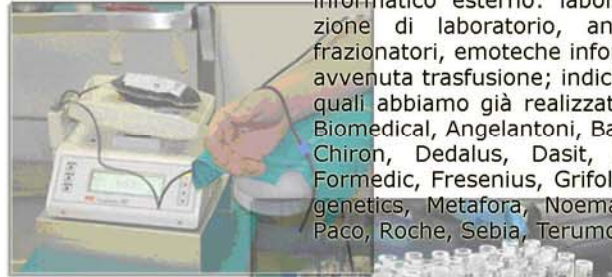 informatico esterno: labor
zione di laboratorio, an
frazionatori, emoteche info
avvenuta trasfusione; indic
quali abbiamo già realizzat
Biomedical, Angelantoni, Ba
Chiron, Dedalus, Dasit,
Formedic, Fresenius, Grifol
genetics, Metafora, Noema
Paco, Roche, Sebia, Terumo